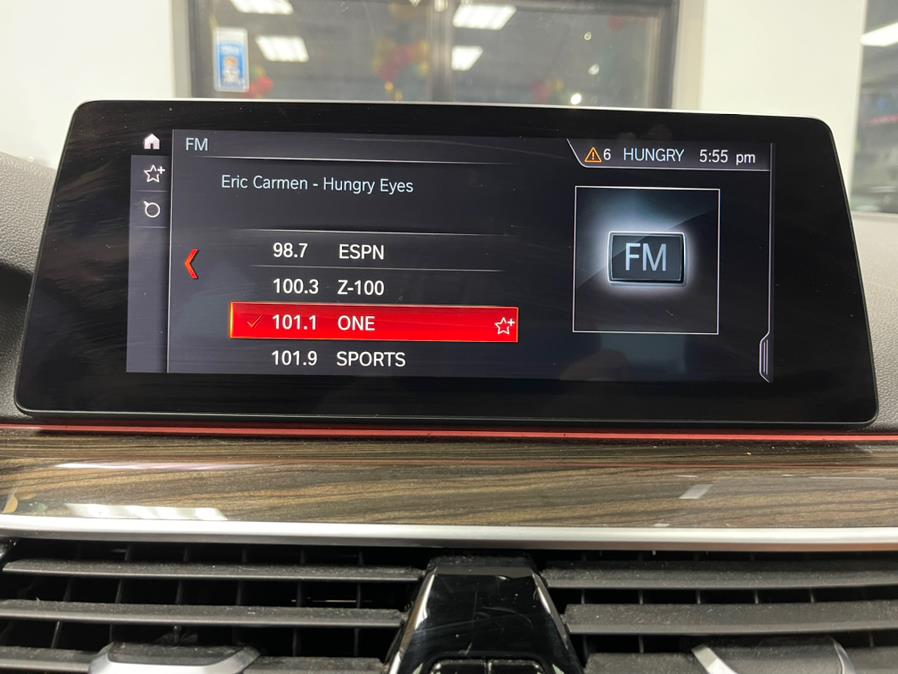 FM
6 HUNGRY 5:55 pm
Eric Carmen - Hungry Eyes
98.7 ESPN
100.3 Z-100
101.1 ONE
101.9 SPORTS
FM